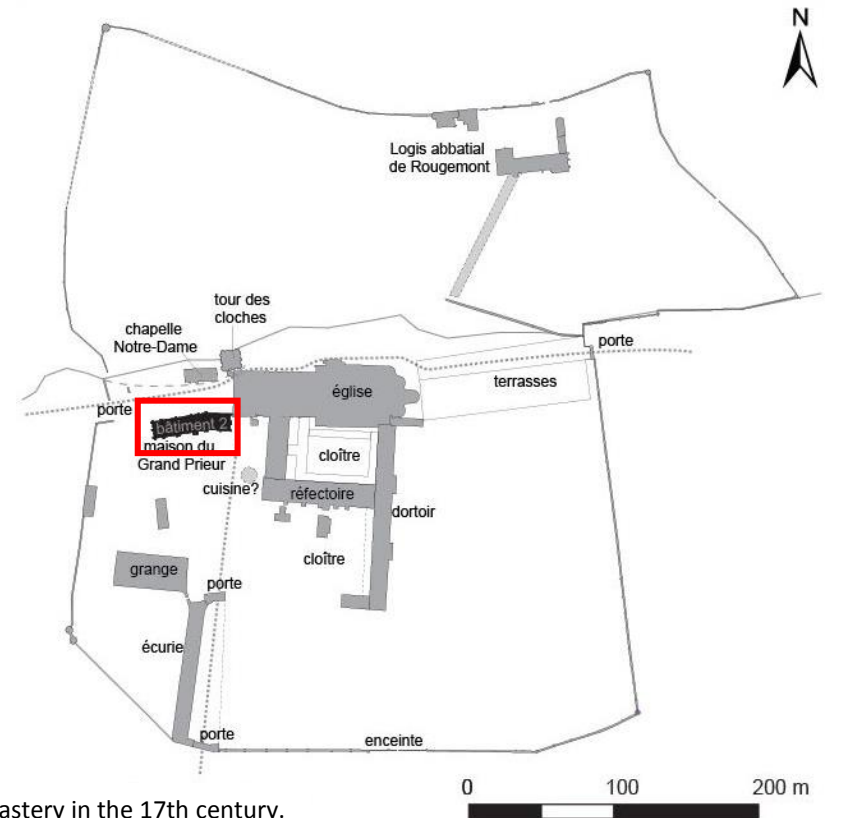 N
Logis abbatial
de Rougemont
tour des
cloches
chapelle
Notre-Dame
porte
église
terrasses
porte
bâtiment 2
maison du
Grand Prieur
cloître
cuisine?
réfectoire
dortoir
cloître
grange
porte
écurie
porte
enceinte
0 100 200 m
astery in the 17th century.